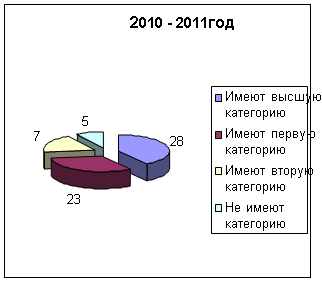 2010 - 2011год
5
7
28
23
Имеют высшую
категорию
Имеют первую
категорию
Имеют вторую
категорию
Не имеют
категорию